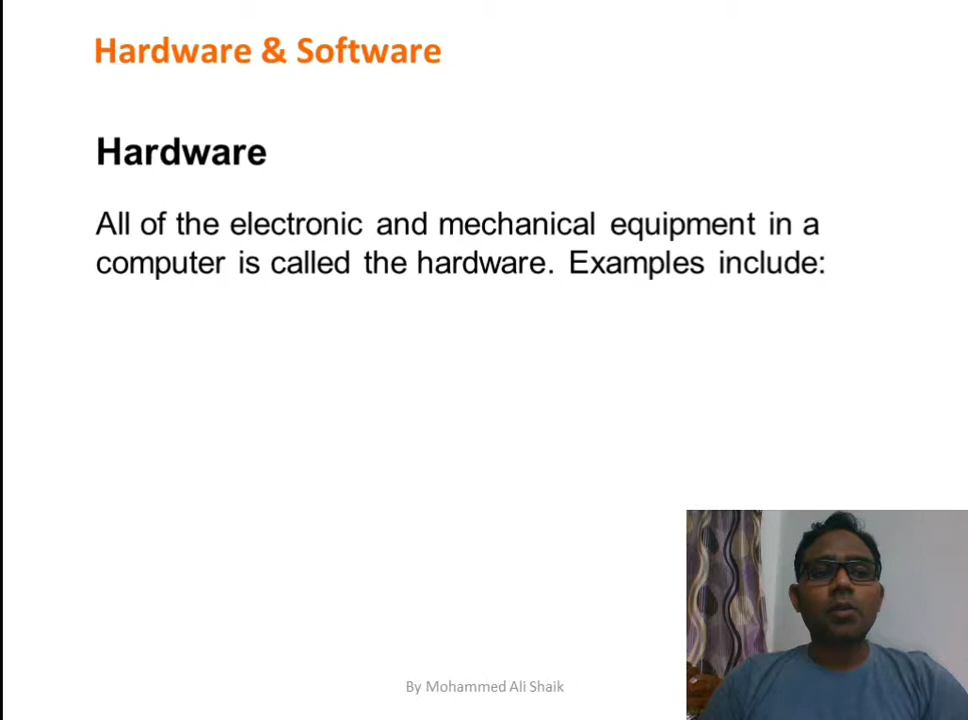 Hardware & Software
Hardware
All of the electronic and mechanical equipment in a
computer is called the hardware. Examples include:
By Mohammed Ali Shaik